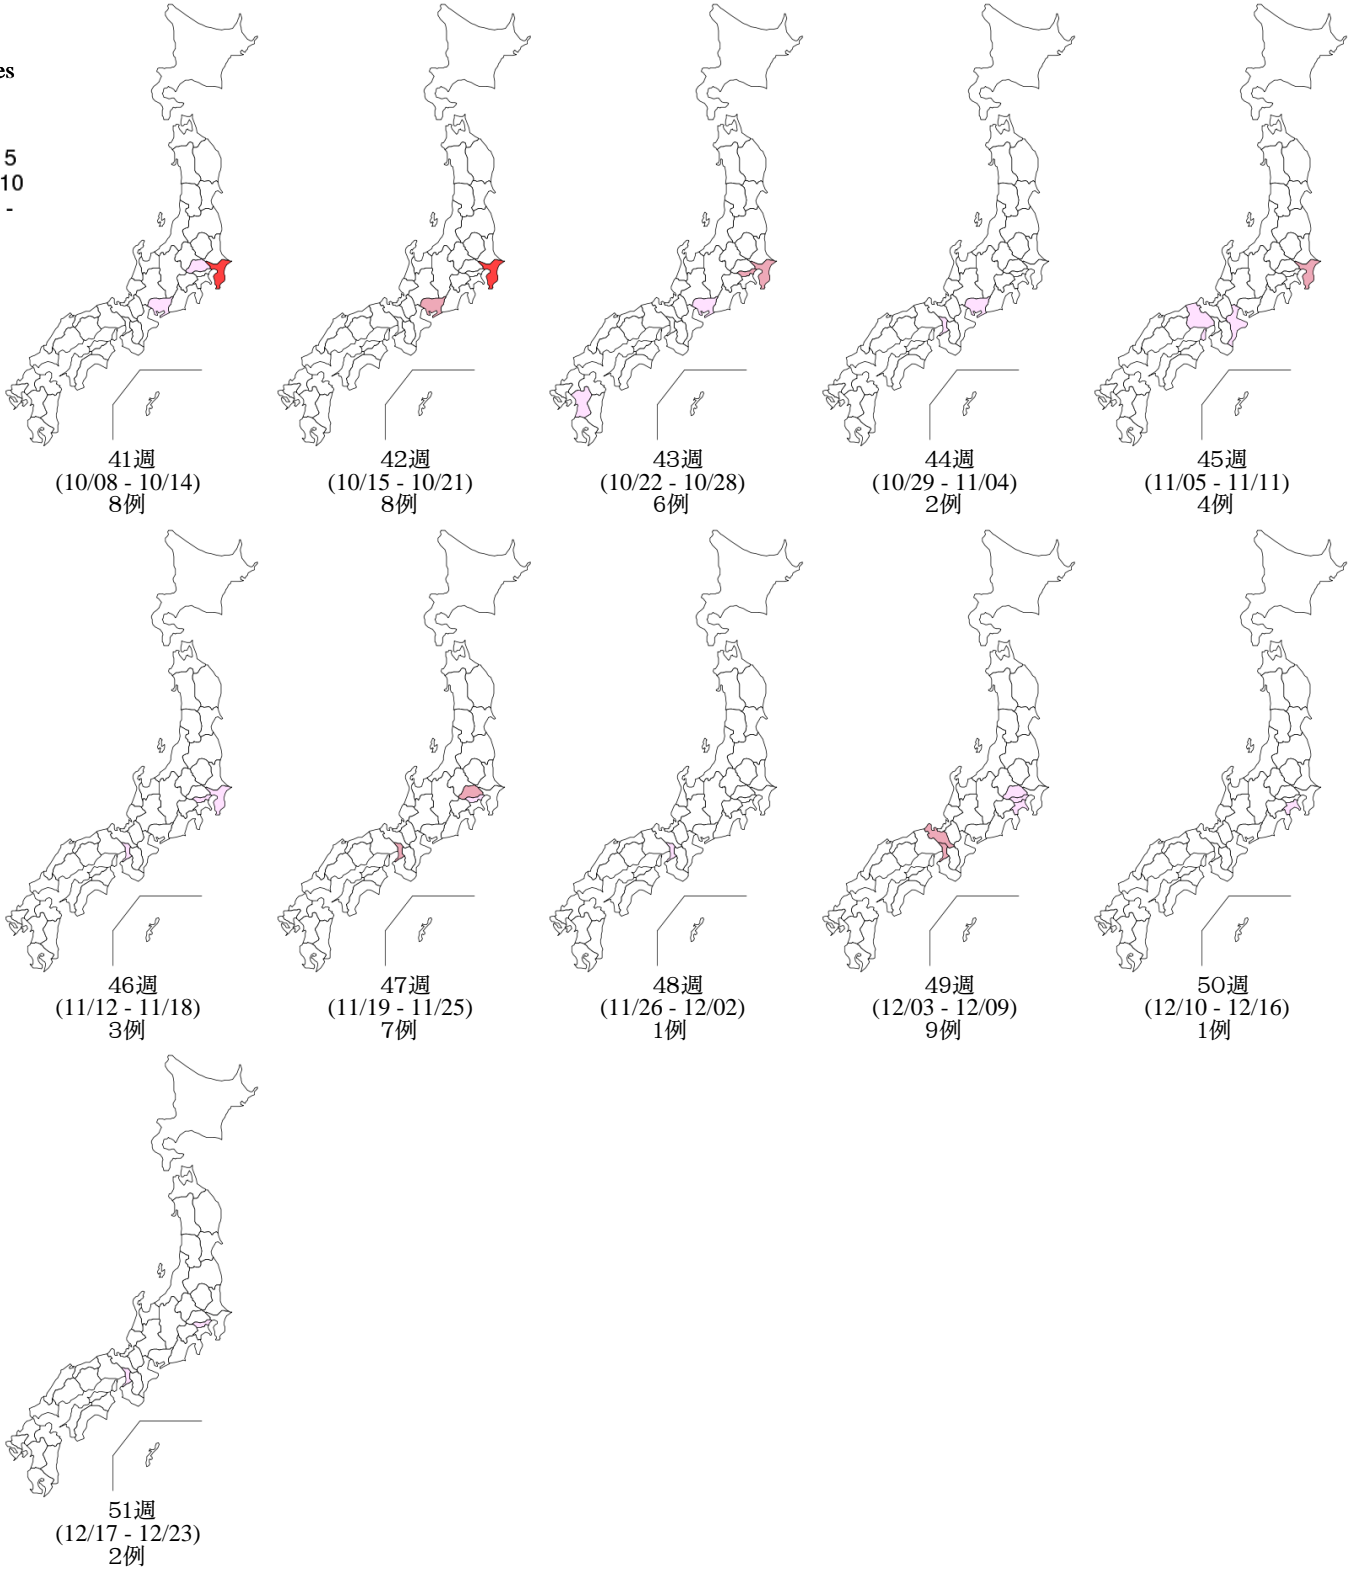 es
5
10
-
41週
(10/08 - 10/14)
8例
42週
(10/15 - 10/21)
8例
43週
(10/22 - 10/28)
6例
44週
(10/29 - 11/04)
2例
45週
(11/05 - 11/11)
4例
46週
(11/12 - 11/18)
3例
47週
(11/19 - 11/25)
7例
48週
(11/26 - 12/02)
1例
49週
(12/03 - 12/09)
9例
50週
(12/10 - 12/16)
1例
51週
(12/17 - 12/23)
2例